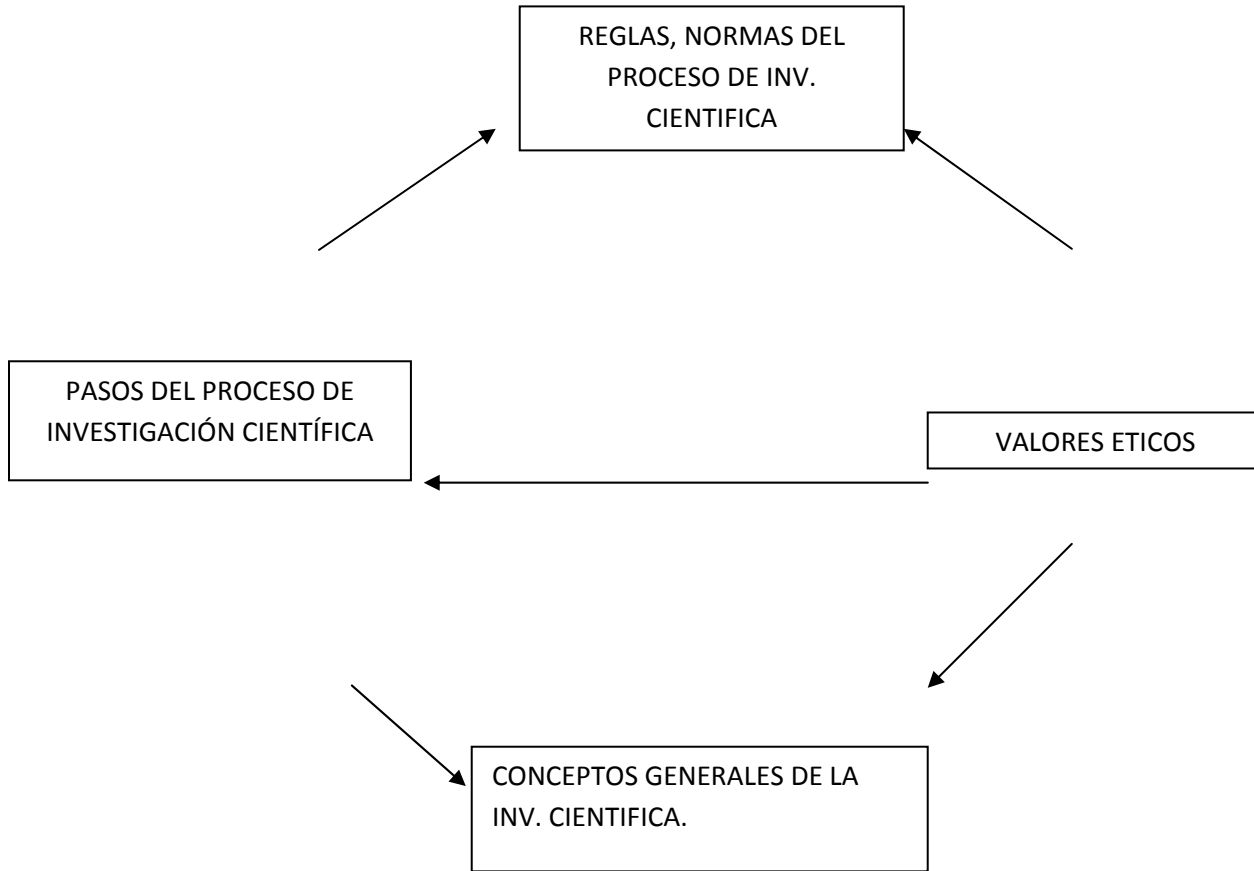 REGLAS, NORMAS DEL
PROCESO DE INV.
CIENTIFICA
PASOS DEL PROCESO DE
INVESTIGACIÓN CIENTÍFICA
VALORES ETICOS
CONCEPTOS GENERALES DE LA
INV. CIENTIFICA.